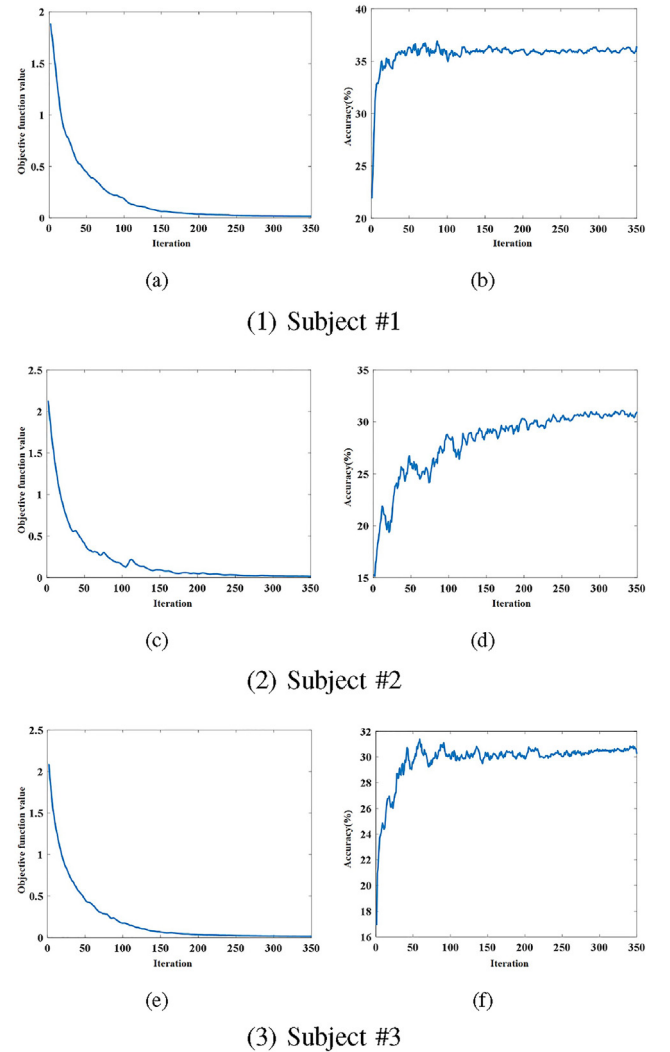 2
1.5
1
0.5
0
Objective function value
0 50 100 150 200 250 300 350
Iteration
(a)
40
35
30
25
20
Accuracy(%)
0 50 100 150 200 250 300 350
Iteration
(b)
(1) Subject #1
2.5
2
1.5
1
0.5
0
Objective function value
0 50 100 150 200 250 300 350
Iteration
(c)
35
30
25
20
15
Accuracy(%)
0 50 100 150 200 250 300 350
Iteration
(d)
(2) Subject #2
2.5
2
1.5
1
0.5
0
Objective function value
0 50 100 150 200 250 300 350
Iteration
(e)
32
30
28
26
24
22
20
18
16
Accuracy(%)
0 50 100 150 200 250 300 350
Iteration
(f)
(3) Subject #3